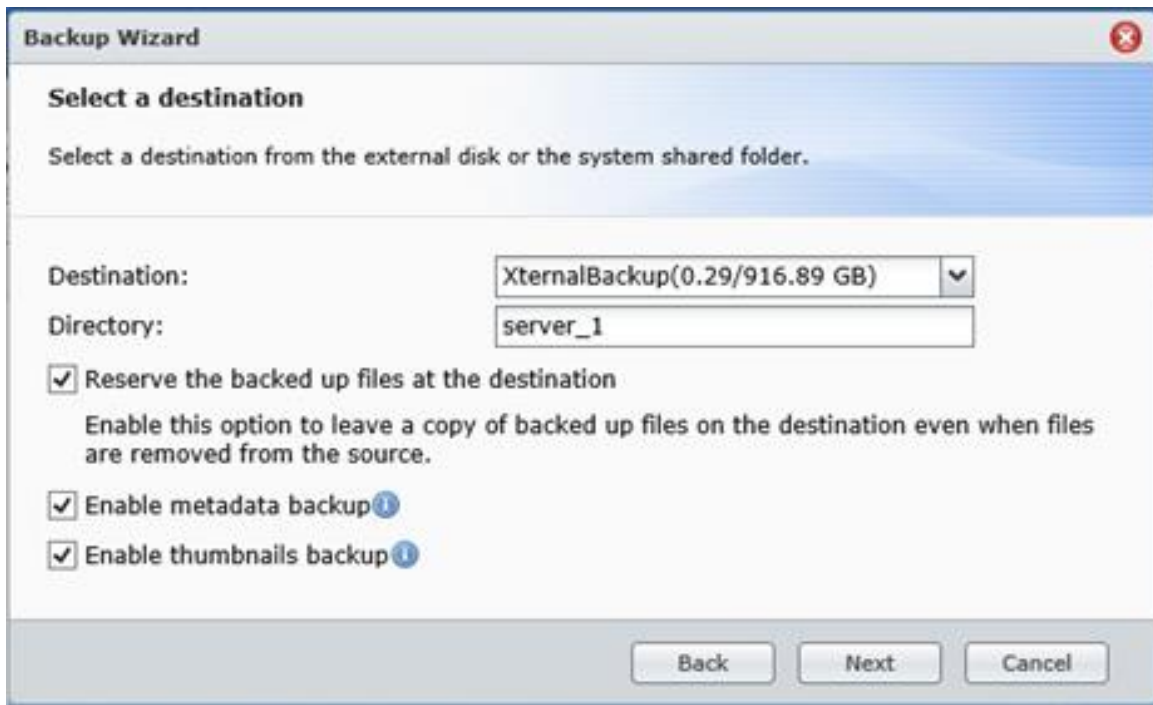 Backup Wizard
Select a destination
Select a destination from the external disk or the system shared folder.
Destination:
XternalBackup(0.29/916.89 GB)
Directory:
server_1
Reserve the backed up files at the destination
Enable this option to leave a copy of backed up files on the destination even when files
are removed from the source.
Enable metadata backup
Enable thumbnails backup
Back
Next
Cancel